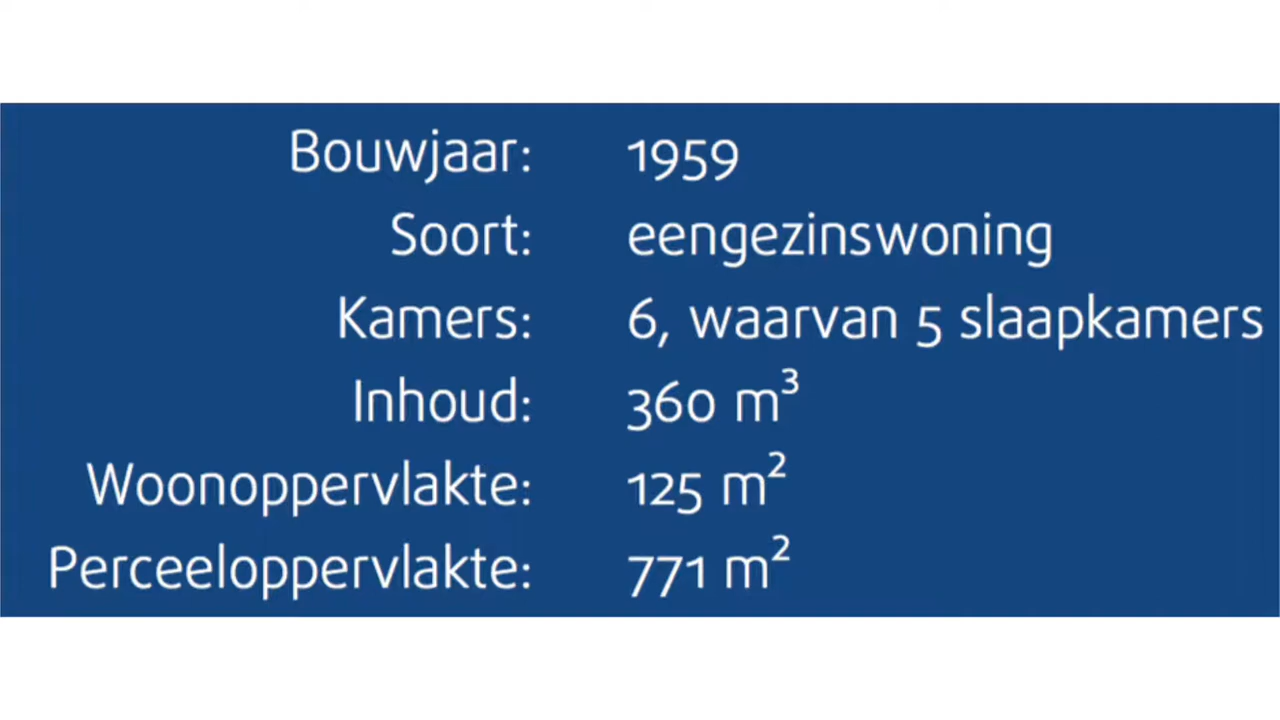 Bouwjaar: 1959
Soort: eengezinswoning
Kamers: 6, waarvan 5 slaapkamers
Inhoud: 360 m³
Woonoppervlakte: 125 m²
Perceeloppervlakte: 771 m²